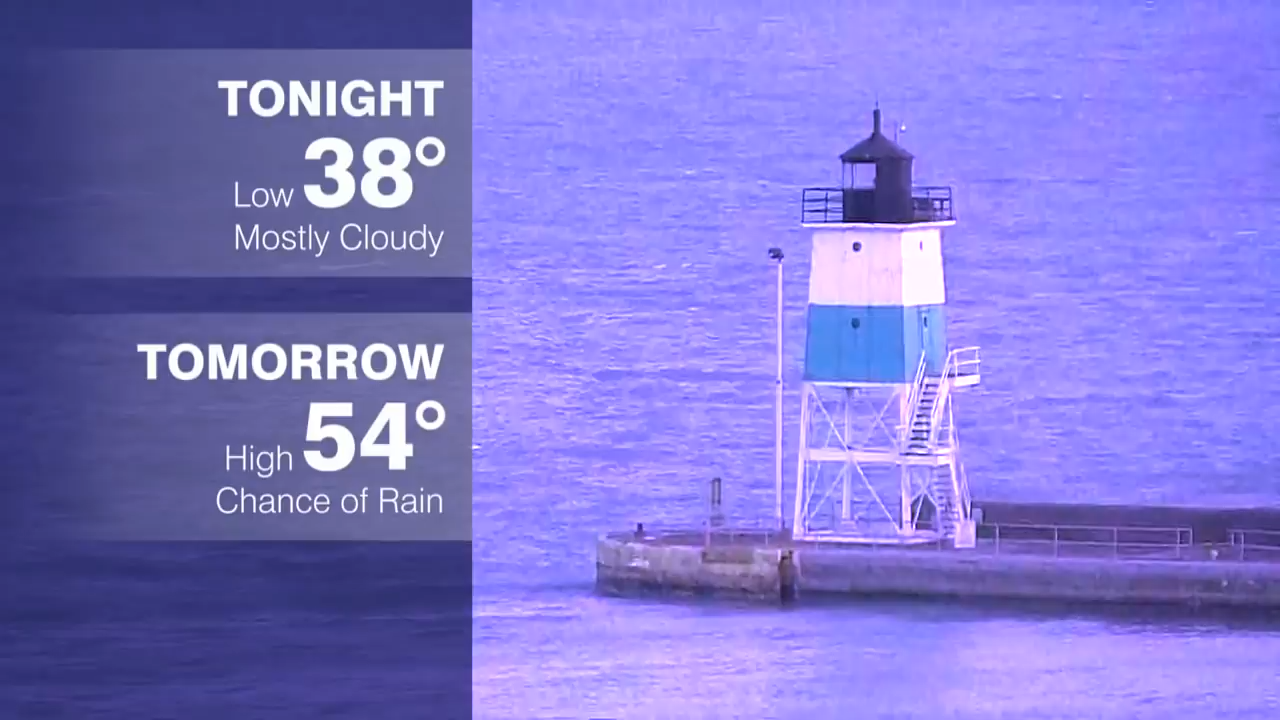 TONIGHT
Low 38°
Mostly Cloudy
TOMORROW
High 54°
Chance of Rain